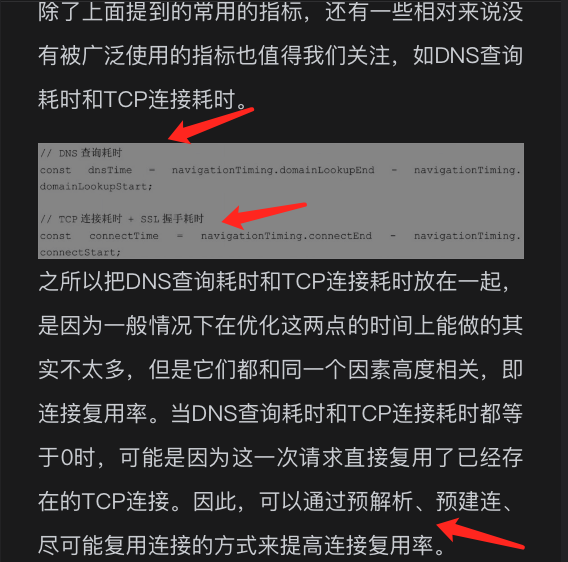 除了上面提到的常用的指标，还有一些相对来说没
有被广泛使用的指标也值得我们关注，如DNS查询
耗时和TCP连接耗时。
// DNS 查询耗时
const dnsTime = navigationTiming.domainLookupEnd - navigationTiming.
domainLookupStart;
// TCP 连接耗时 + SSL 握手耗时
const connectTime = navigationTiming.connectEnd - navigationTiming.
connectStart;
之所以把DNS查询耗时和TCP连接耗时放在一起，
是因为一般情况下在优化这两点的时间上能做的其
实不太多，但是它们都和同一个因素高度相关，即
连接复用率。当DNS查询耗时和TCP连接耗时都等
于0时，可能是因为这一次请求直接复用了已经存
在的TCP连接。因此，可以通过预解析、预建连、
尽可能复用连接的方式来提高连接复用率。